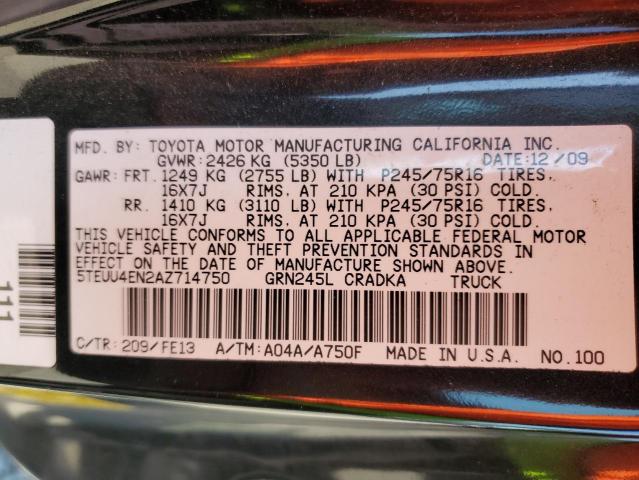 MFD. BY: TOYOTA MOTOR MANUFACTURING CALIFORNIA INC.
GVWR: 2426 KG (5350 LB) DATE: 12/09
GAWR: FRT. 1249 KG (2755 LB) WITH P245/75R16 TIRES,
16X7J RIMS, AT 210 KPA (30 PSI) COLD.
RR. 1410 KG (3110 LB) WITH P245/75R16 TIRES,
16X7J RIMS, AT 210 KPA (30 PSI) COLD.
THIS VEHICLE CONFORMS TO ALL APPLICABLE FEDERAL MOTOR
VEHICLE SAFETY AND THEFT PREVENTION STANDARDS IN
EFFECT ON THE DATE OF MANUFACTURE SHOWN ABOVE.
5TEUU4EN2AZ714750 GRN245L CRADKA TRUCK
C/TR: 209/FE13 A/TM: A04A/A750F MADE IN U.S.A. NO.100
111